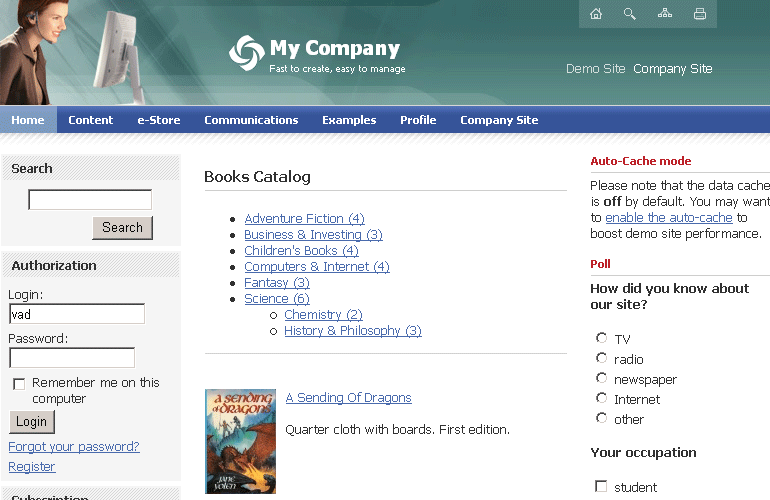 My Company
Fast to create, easy to manage
Demo Site Company Site
Home Content e-Store Communications Examples Profile Company Site
Search
Search
Authorization
Login:
vad
Password:
Remember me on this
computer
Login
Forgot your password?
Register
Subscription
Books Catalog
Adventure Fiction (4)
Business & Investing (3)
Children's Books (4)
Computers & Internet (4)
Fantasy (3)
Science (6)
Chemistry (2)
History & Philosophy (3)
A SENDING
of DRAGONS
JANE
YOLEN
A Sending Of Dragons
Quarter cloth with boards. First edition.
Auto-Cache mode
Please note that the data cache
is off by default. You may want
to enable the auto-cache to
boost demo site performance.
Poll
How did you know about
our site?
TV
radio
newspaper
Internet
other
Your occupation
student